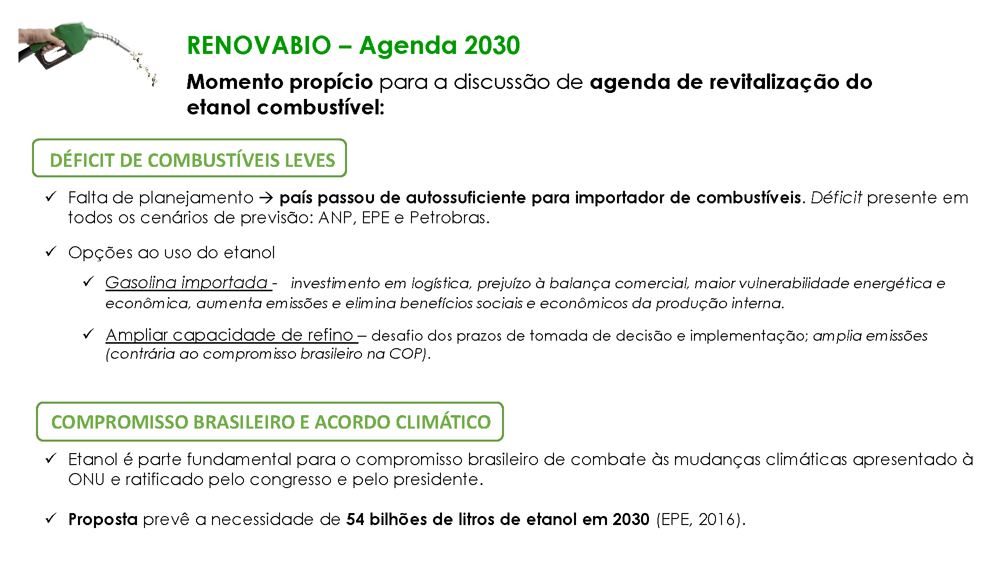 RENOVABIO – Agenda 2030
Momento propício para a discussão de agenda de revitalização do
etanol combustível:
DÉFICIT DE COMBUSTÍVEIS LEVES
✓ Falta de planejamento → país passou de autossuficiente para importador de combustíveis. Déficit presente em
todos os cenários de previsão: ANP, EPE e Petrobras.
✓ Opções ao uso do etanol
✓ Gasolina importada - investimento em logística, prejuízo à balança comercial, maior vulnerabilidade energética e
econômica, aumenta emissões e elimina benefícios sociais e econômicos da produção interna.
✓ Ampliar capacidade de refino – desafio dos prazos de tomada de decisão e implementação; amplia emissões
(contrária ao compromisso brasileiro na COP).
COMPROMISSO BRASILEIRO E ACORDO CLIMÁTICO
✓ Etanol é parte fundamental para o compromisso brasileiro de combate às mudanças climáticas apresentado à
ONU e ratificado pelo congresso e pelo presidente.
✓ Proposta prevê a necessidade de 54 bilhões de litros de etanol em 2030 (EPE, 2016).